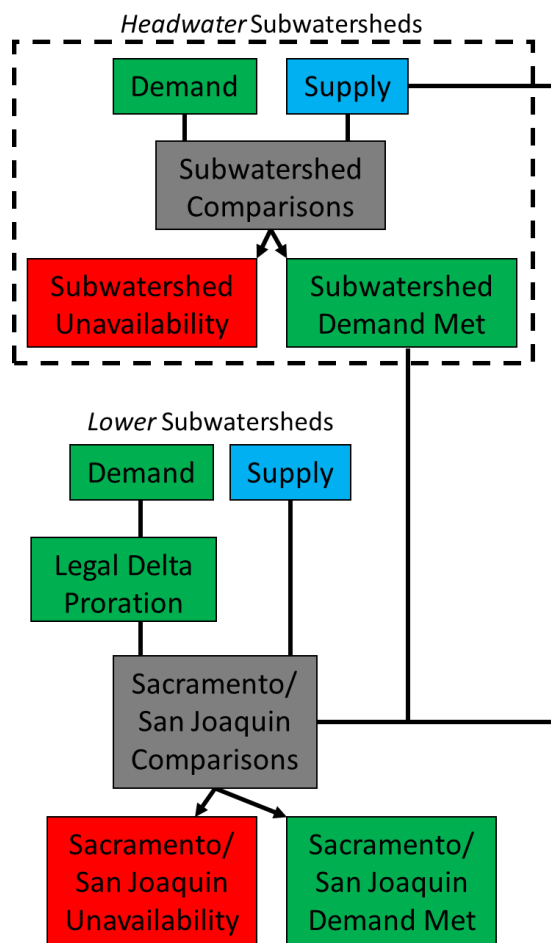 Headwater Subwatersheds
Demand
Supply
Subwatershed
Comparisons
Subwatershed
Unavailability
Subwatershed
Demand Met
Lower Subwatersheds
Demand
Supply
Legal Delta
Proration
Sacramento/
San Joaquin
Comparisons
Sacramento/
San Joaquin
Unavailability
Sacramento/
San Joaquin
Demand Met